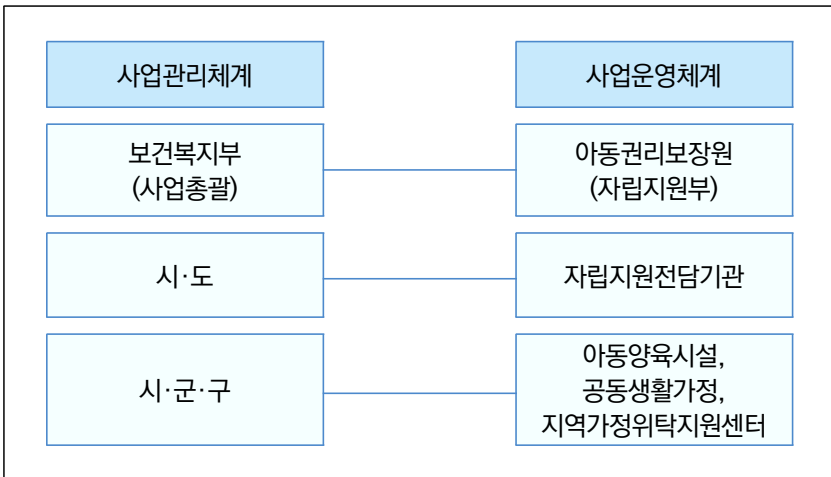 사업관리체계
사업운영체계
보건복지부
(사업총괄)
아동권리보장원
(자립지원부)
시·도
자립지원전담기관
시·군·구
아동양육시설,
공동생활가정,
지역가정위탁지원센터